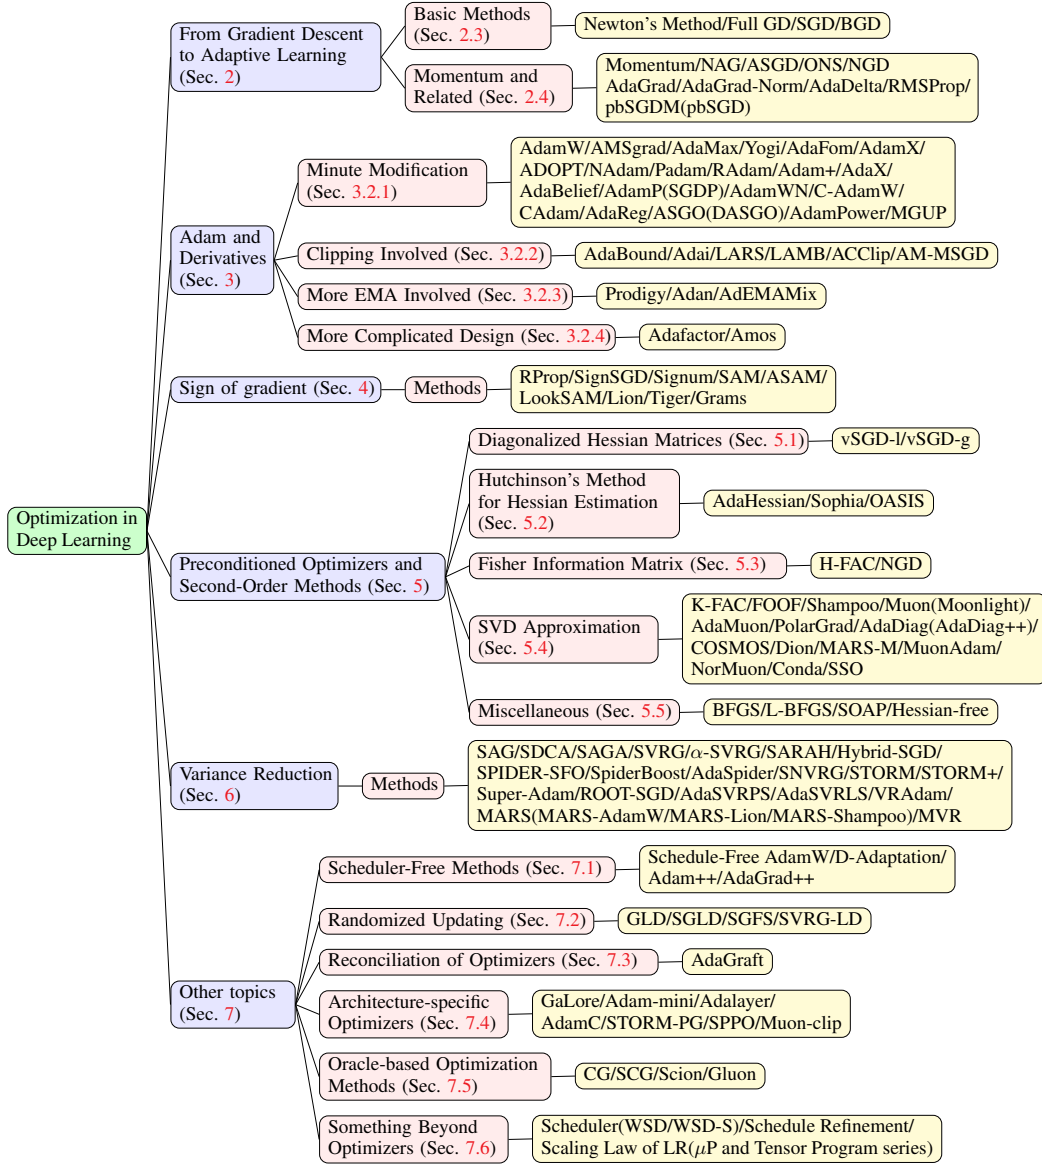 From Gradient Descent
to Adaptive Learning
(Sec. 2)
Basic Methods
(Sec. 2.3)
Newton's Method/Full GD/SGD/BGD
Momentum and
Related (Sec. 2.4)
Momentum/NAG/ASGD/ONS/NGD
AdaGrad/AdaGrad-Norm/AdaDelta/RMSProp/
pbSGDM(pbSGD)
Adam and
Derivatives
(Sec. 3)
Minute Modification
(Sec. 3.2.1)
AdamW/AMSgrad/AdaMax/Yogi/AdaFom/AdamX/
ADOPT/NAdam/Padam/RAdam/Adam+/AdaX/
AdaBelief/AdamP(SGDP)/AdamWN/C-AdamW/
CAdam/AdaReg/ASGO(DASGO)/AdamPower/MGUP
Clipping Involved (Sec. 3.2.2)
AdaBound/Adai/LARS/LAMB/ACClip/AM-MSGD
More EMA Involved (Sec. 3.2.3)
Prodigy/Adan/AdEMAMix
More Complicated Design (Sec. 3.2.4)
Adafactor/Amos
Sign of gradient (Sec. 4)
Methods
RProp/SignSGD/Signum/SAM/ASAM/
LookSAM/Lion/Tiger/Grams
Optimization in
Deep Learning
Preconditioned Optimizers and
Second-Order Methods (Sec. 5)
Diagonalized Hessian Matrices (Sec. 5.1)
vSGD-l/vSGD-g
Hutchinson's Method
for Hessian Estimation
(Sec. 5.2)
AdaHessian/Sophia/OASIS
Fisher Information Matrix (Sec. 5.3)
H-FAC/NGD
SVD Approximation
(Sec. 5.4)
K-FAC/FOOF/Shampoo/Muon(Moonlight)/
AdaMuon/PolarGrad/AdaDiag(AdaDiag++)/
COSMOS/Dion/MARS-M/MuonAdam/
NorMuon/Conda/SSO
Miscellaneous (Sec. 5.5)
BFGS/L-BFGS/SOAP/Hessian-free
Variance Reduction
(Sec. 6)
Methods
SAG/SDCA/SAGA/SVRG/α-SVRG/SARAH/Hybrid-SGD/
SPIDER-SFO/SpiderBoost/AdaSpider/SNVRG/STORM/STORM+/
Super-Adam/ROOT-SGD/AdaSVRPS/AdaSVRLS/VRAdam/
MARS(MARS-AdamW/MARS-Lion/MARS-Shampoo)/MVR
Other topics
(Sec. 7)
Scheduler-Free Methods (Sec. 7.1)
Schedule-Free AdamW/D-Adaptation/
Adam++/AdaGrad++
Randomized Updating (Sec. 7.2)
GLD/SGLD/SGFS/SVRG-LD
Reconciliation of Optimizers (Sec. 7.3)
AdaGraft
Architecture-specific
Optimizers (Sec. 7.4)
GaLore/Adam-mini/Adalayer/
AdamC/STORM-PG/SPPO/Muon-clip
Oracle-based Optimization
Methods (Sec. 7.5)
CG/SCG/Scion/Gluon
Something Beyond
Optimizers (Sec. 7.6)
Scheduler(WSD/WSD-S)/Schedule Refinement/
Scaling Law of LR(μP and Tensor Program series)